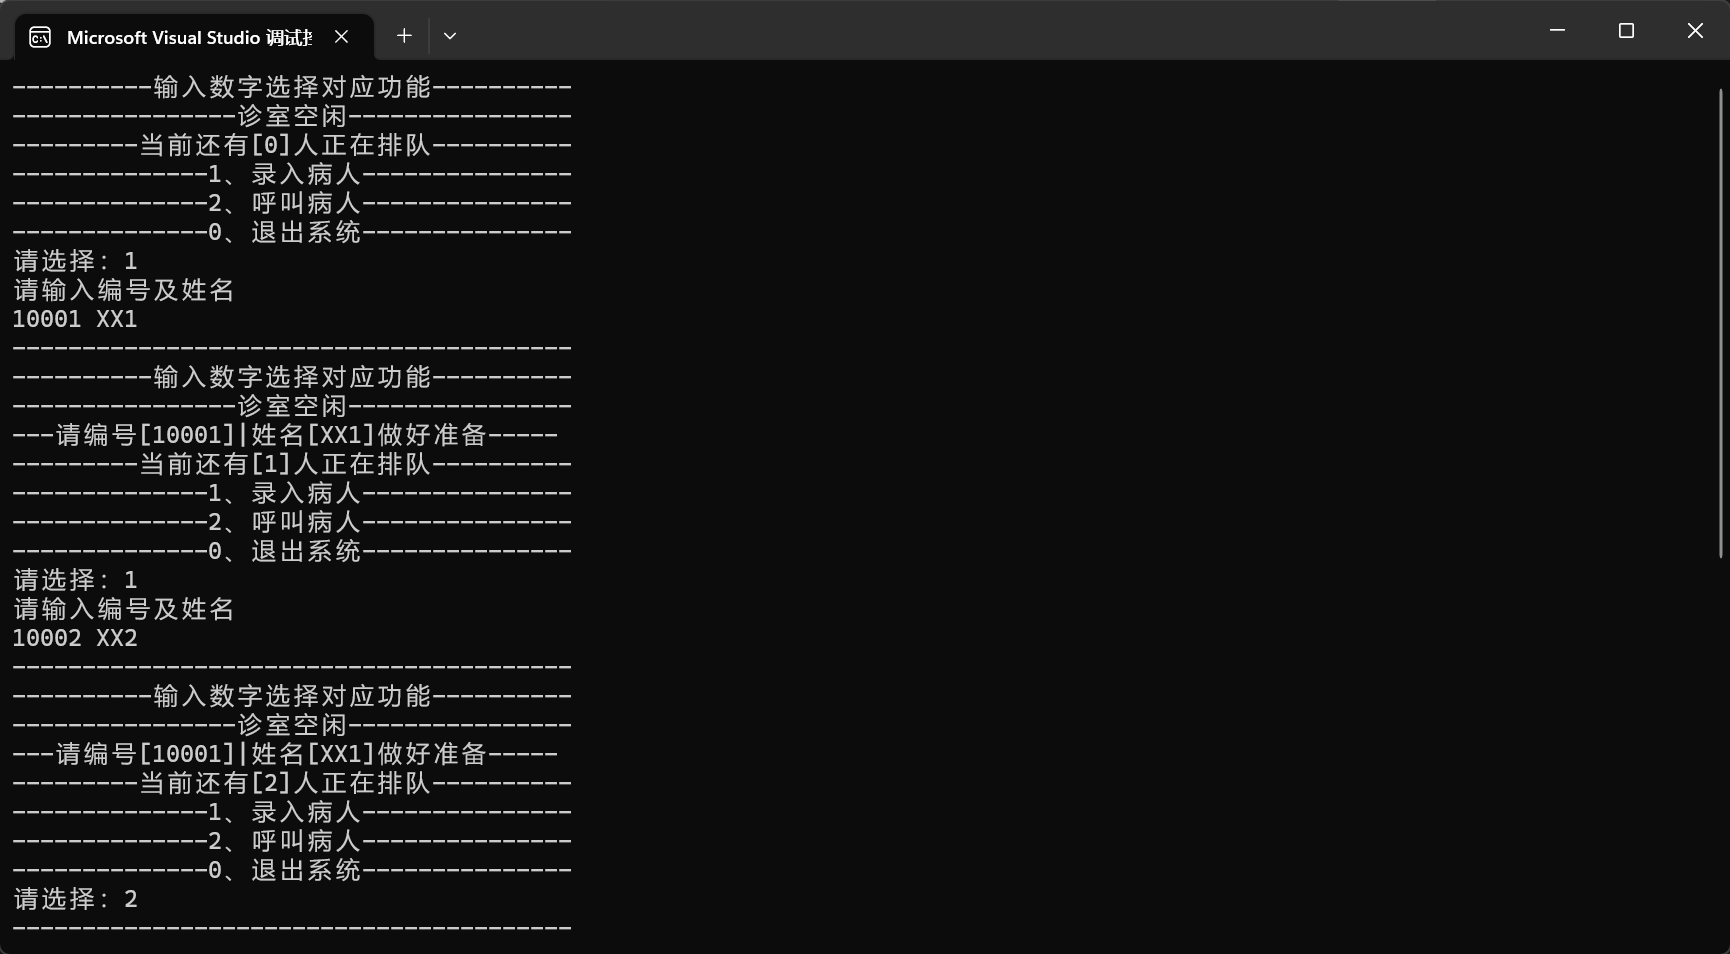 Microsoft Visual Studio 调试
----------输入数字选择对应功能----------
----------------诊室空闲----------------
---------当前还有[0]人正在排队----------
--------------1、录入病人---------------
--------------2、呼叫病人---------------
--------------0、退出系统---------------
请选择：1
请输入编号及姓名
10001 XX1
----------------------------------------
----------输入数字选择对应功能----------
----------------诊室空闲----------------
---请编号[10001]|姓名[XX1]做好准备-----
---------当前还有[1]人正在排队----------
--------------1、录入病人---------------
--------------2、呼叫病人---------------
--------------0、退出系统---------------
请选择：1
请输入编号及姓名
10002 XX2
----------------------------------------
----------输入数字选择对应功能----------
----------------诊室空闲----------------
---请编号[10001]|姓名[XX1]做好准备-----
---------当前还有[2]人正在排队----------
--------------1、录入病人---------------
--------------2、呼叫病人---------------
--------------0、退出系统---------------
请选择：2
----------------------------------------